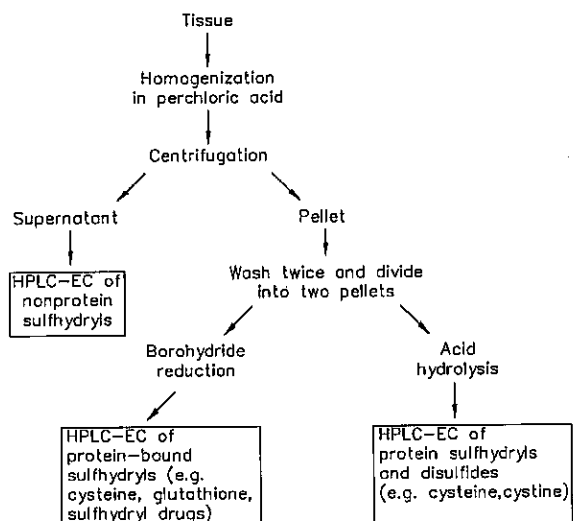 Tissue
Homogenization
in perchloric acid
Centrifugation
Supernatant
Pellet
HPLC-EC of
nonprotein
sulfhydryls
Wash twice and divide
into two pellets
Borohydride
reduction
Acid
hydrolysis
HPLC-EC of
protein-bound
sulfhydryls (e.g.
cysteine, glutathione,
sulfhydryl drugs)
HPLC-EC of
protein sulfhydryls
and disulfides
(e.g. cysteine,cystine)